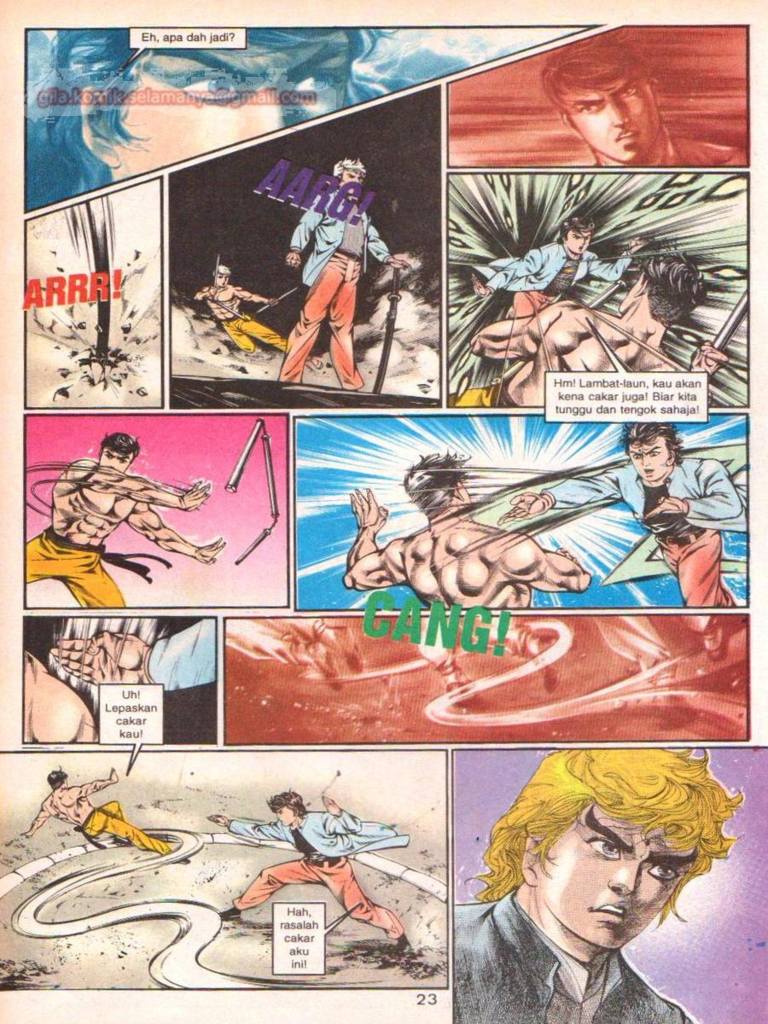 Eh, apa dah jadi?
gila.komik.selamanya@gmail.com
AARG!
ARRR!
Hm! Lambat-laun, kau akan
kena cakar juga! Biar kita
tunggu dan tengok sahaja!
CANG!
Uh!
Lepaskan
cakar
kau!
Hah,
rasalah
cakar
aku
ini!
23